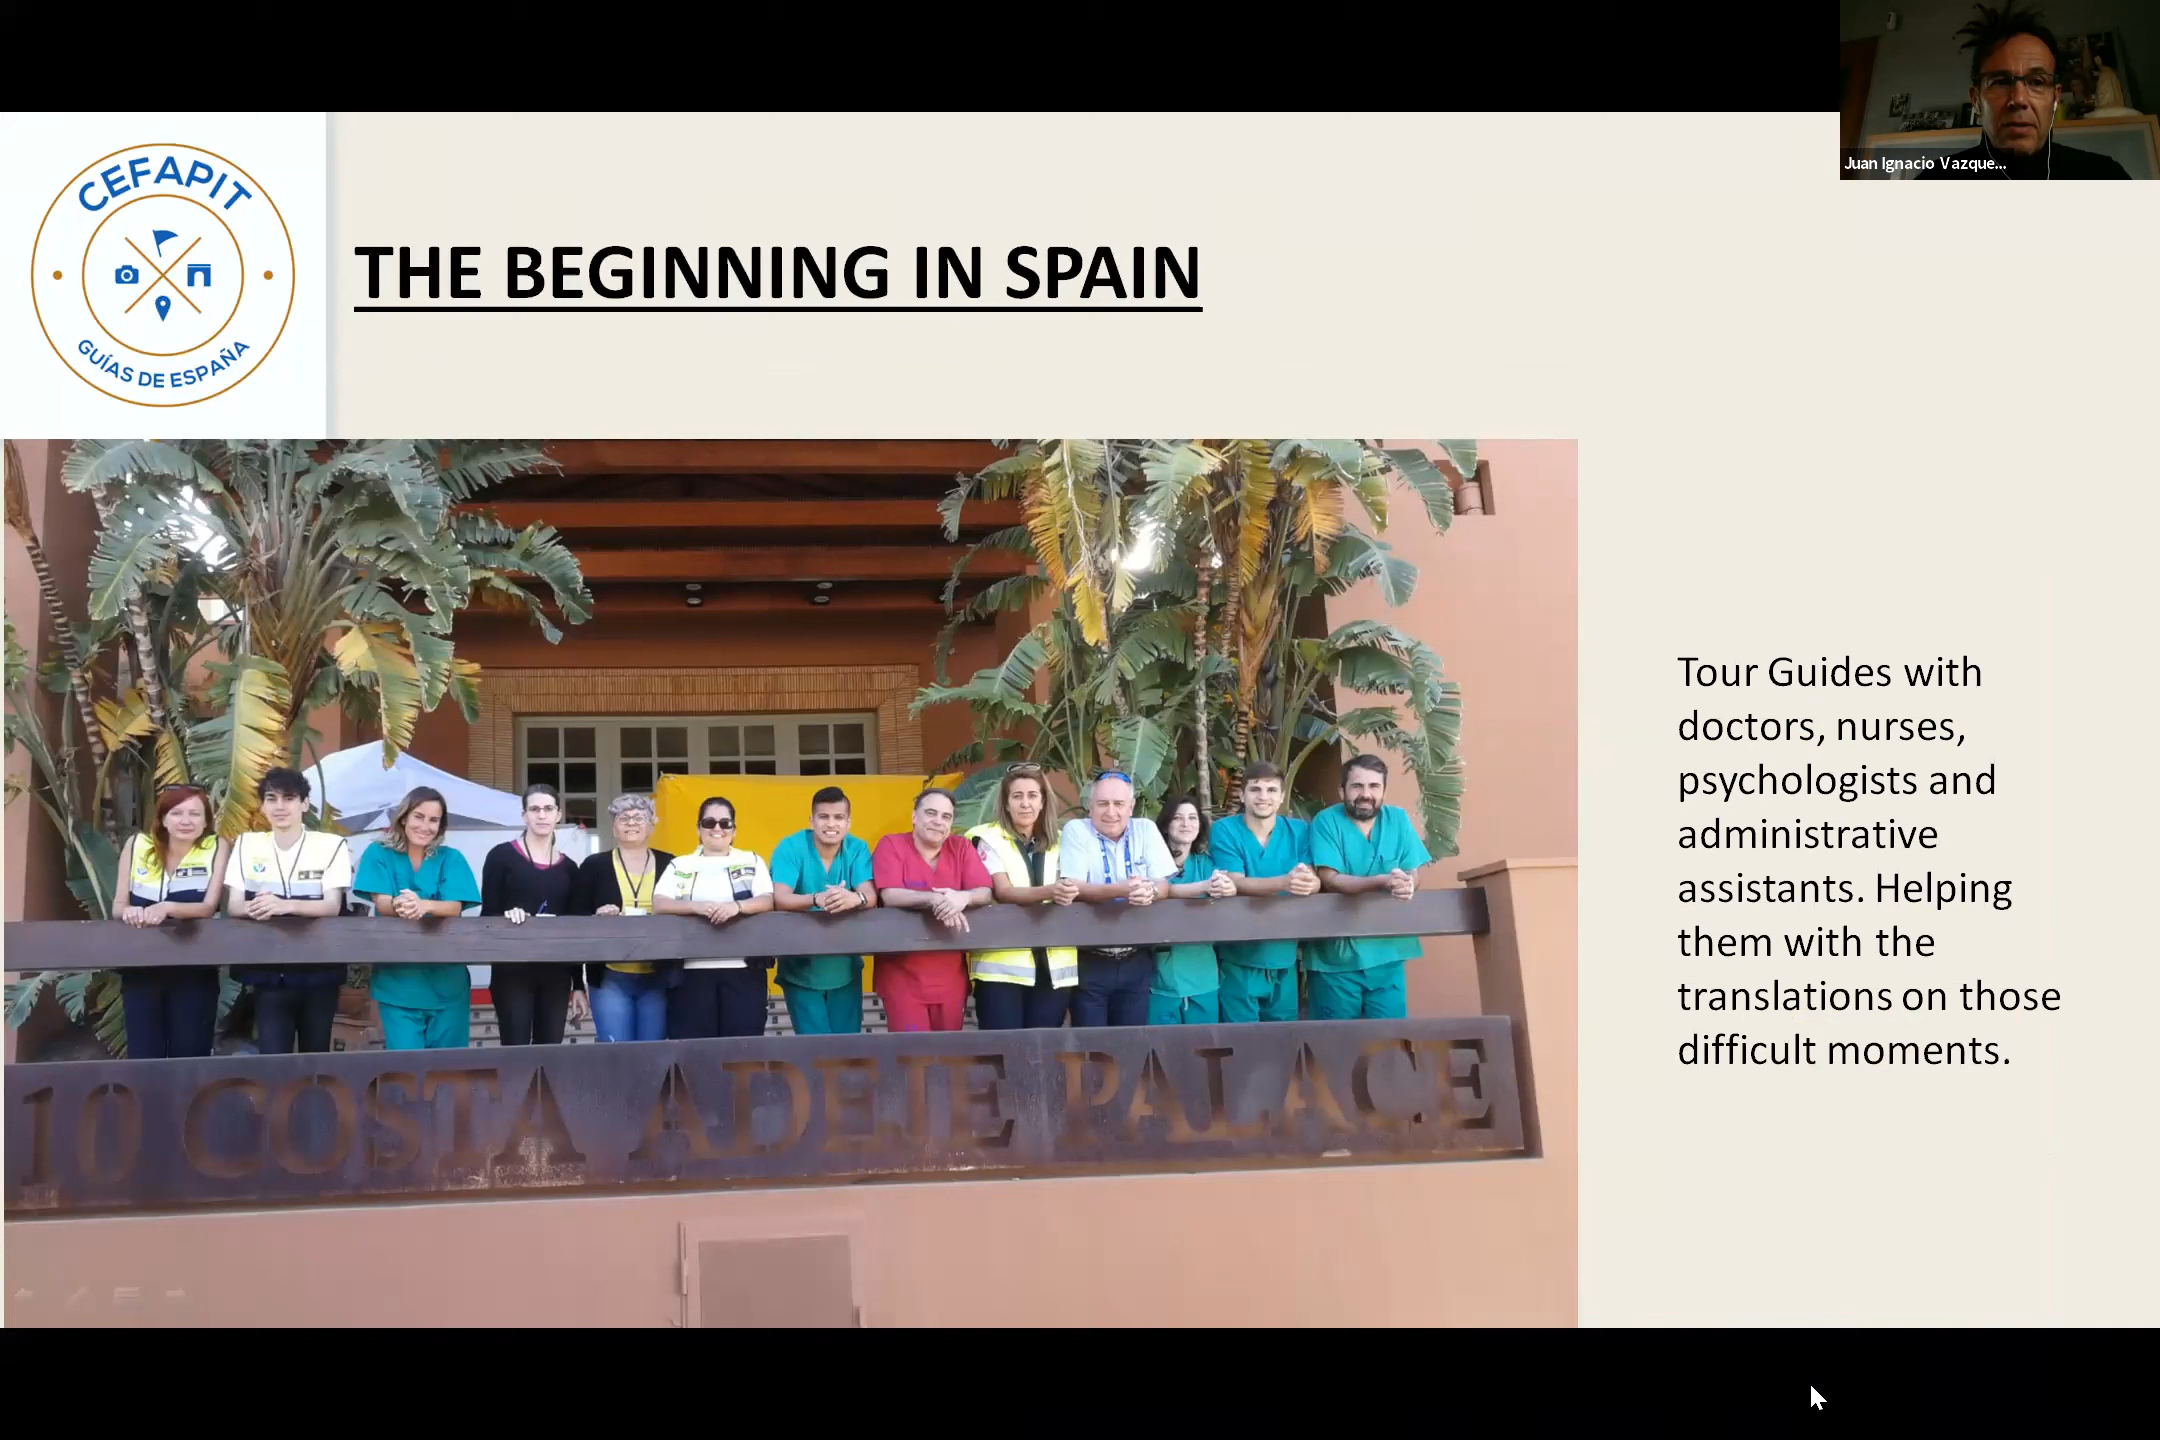 Juan Ignacio Vazque...
CEFAPIT
GUÍAS DE ESPAÑA
THE BEGINNING IN SPAIN
Tour Guides with
doctors, nurses,
psychologists and
administrative
assistants. Helping
them with the
translations on those
difficult moments.
10 COSTA ADEJE PALACE